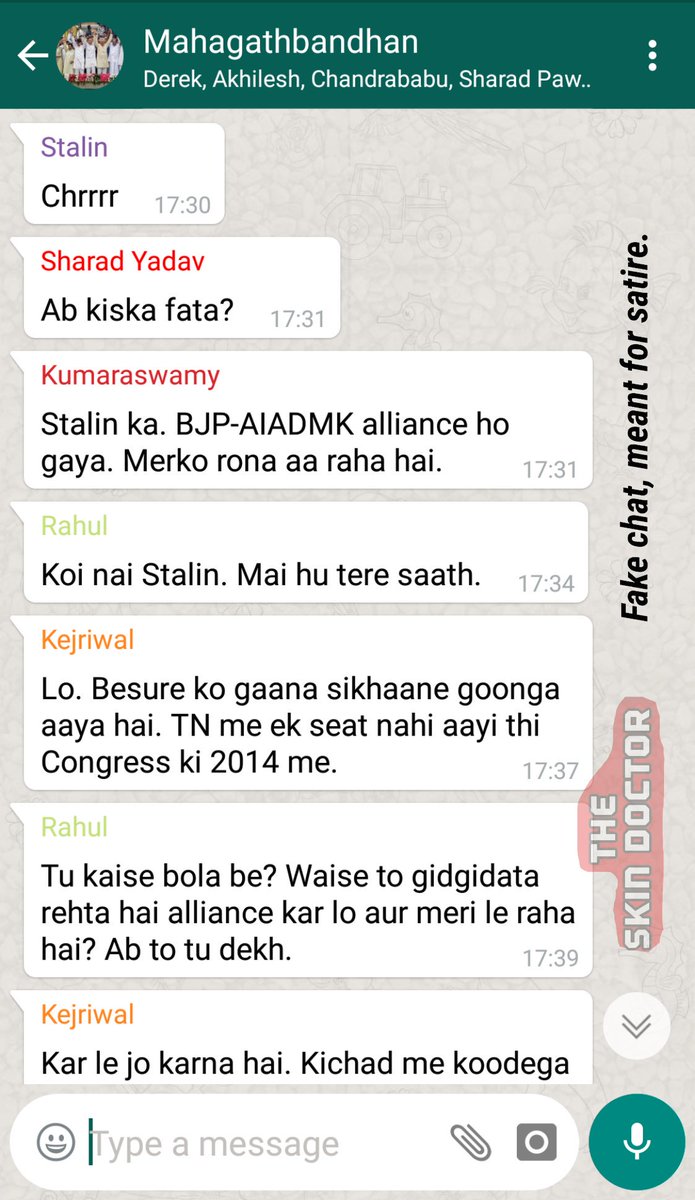 Mahagathbandhan
Derek, Akhilesh, Chandrababu, Sharad Paw..
Stalin
Chrrrr 17:30
Sharad Yadav
Ab kiska fata? 17:31
Kumaraswamy
Stalin ka. BJP-AIADMK alliance ho
gaya. Merko rona aa raha hai. 17:31
Rahul
Koi nai Stalin. Mai hu tere saath. 17:34
Kejriwal
Lo. Besure ko gaana sikhaane goonga
aaya hai. TN me ek seat nahi aayi thi
Congress ki 2014 me. 17:37
Rahul
Tu kaise bola be? Waise to gidgidata
rehta hai alliance kar lo aur meri le raha
hai? Ab to tu dekh. 17:39
Kejriwal
Kar le jo karna hai. Kichad me koodega
Type a message
Fake chat, meant for satire.
THE
SKIN DOCTOR